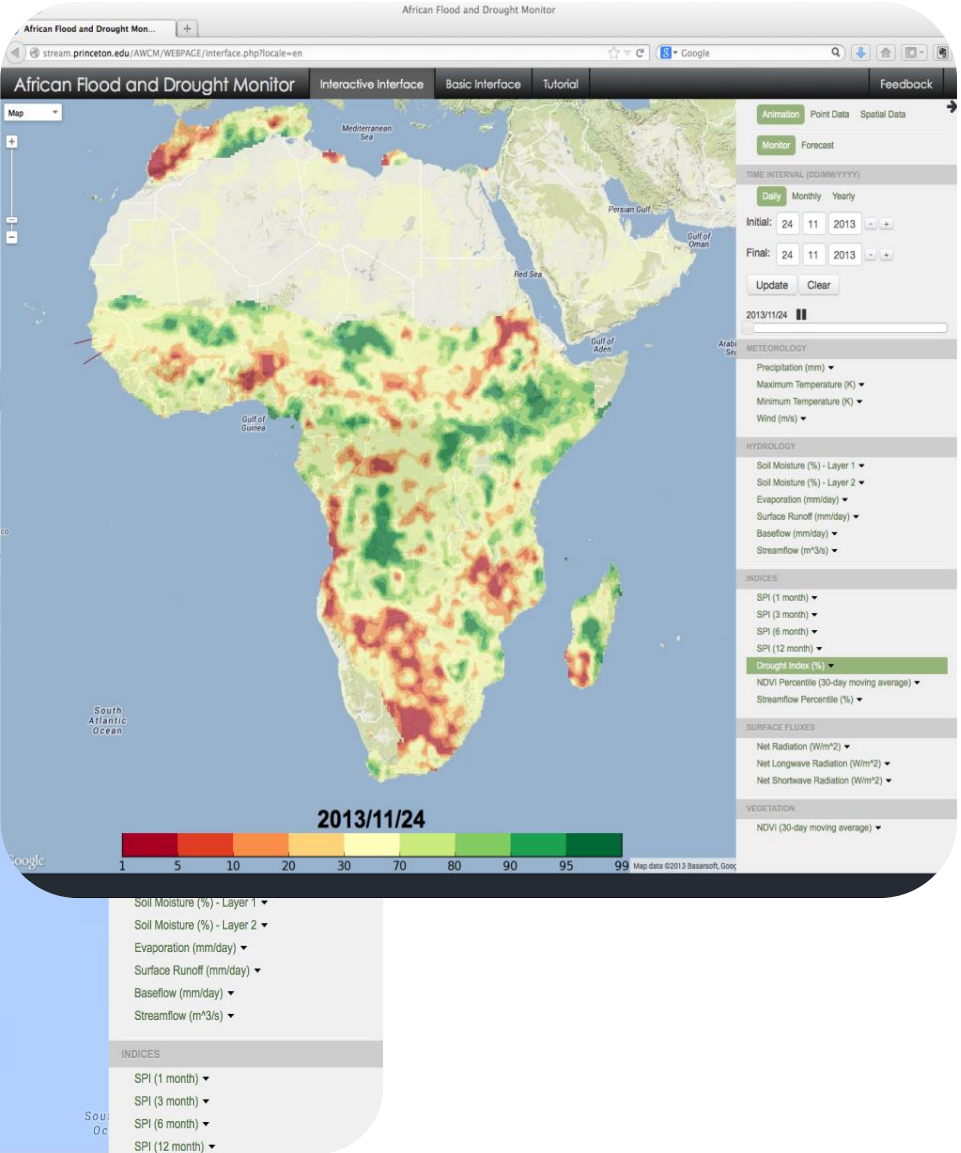 African Flood and Drought Monitor
African Flood and Drought Mon... +
stream.princeton.edu/AWCM/WEBPAGE/interface.php?locale=en
Google
African Flood and Drought Monitor Interactive Interface Basic Interface Tutorial Feedback
Map
+
-
Mediterranean
Sea
Persian Gulf
Gulf of
Oman
Red Sea
Gulf of
Aden
Gulf of
Guinea
South
Atlantic
Ocean
Animation Point Data Spatial Data
Monitor Forecast
TIME INTERVAL (DD/MM/YYYY)
Daily Monthly Yearly
Initial: 24 11 2013 - +
Final: 24 11 2013 - +
Update Clear
2013/11/24
METEOROLOGY
Precipitation (mm)
Maximum Temperature (K)
Minimum Temperature (K)
Wind (m/s)
HYDROLOGY
Soil Moisture (%) - Layer 1
Soil Moisture (%) - Layer 2
Evaporation (mm/day)
Surface Runoff (mm/day)
Baseflow (mm/day)
Streamflow (m^3/s)
INDICES
SPI (1 month)
SPI (3 month)
SPI (6 month)
SPI (12 month)
Drought Index (%)
NDVI Percentile (30-day moving average)
Streamflow Percentile (%)
SURFACE FLUXES
Net Radiation (W/m^2)
Net Longwave Radiation (W/m^2)
Net Shortwave Radiation (W/m^2)
VEGETATION
NDVI (30-day moving average)
2013/11/24
1 5 10 20 30 70 80 90 95 99
Map data ©2013 Basarsoft, Goog
Soil Moisture (%) - Layer 1
Soil Moisture (%) - Layer 2
Evaporation (mm/day)
Surface Runoff (mm/day)
Baseflow (mm/day)
Streamflow (m^3/s)
INDICES
SPI (1 month)
SPI (3 month)
SPI (6 month)
SPI (12 month)